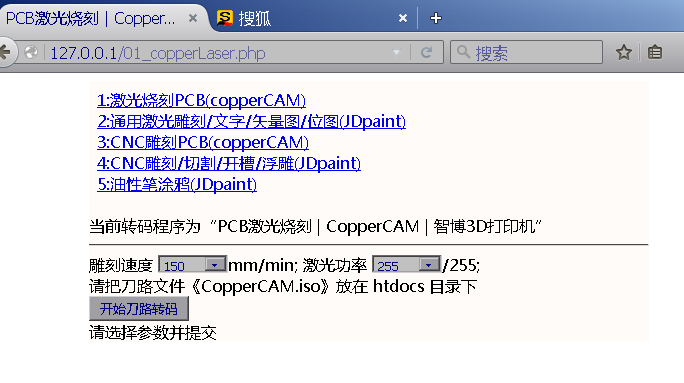 PCB激光烧刻 | Copper... × 搜狐 × +
127.0.0.1/01_copperLaser.php 搜索
1:激光烧刻PCB(copperCAM)
2:通用激光雕刻/文字/矢量图/位图(JDpaint)
3:CNC雕刻PCB(copperCAM)
4:CNC雕刻/切割/开槽/浮雕(JDpaint)
5:油性笔涂鸦(JDpaint)
当前转码程序为“PCB激光烧刻 | CopperCAM | 智博3D打印机”
雕刻速度 150 mm/min; 激光功率 255 /255;
请把刀路文件《CopperCAM.iso》放在 htdocs 目录下
开始刀路转码
请选择参数并提交